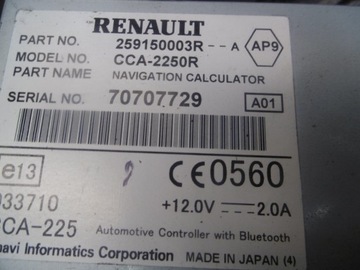 RENAULT
PART NO. 259150003R -- A AP9
MODEL NO. CCA-2250R
PART NAME NAVIGATION CALCULATOR
SERIAL NO. 70707729 A01
e13 CE0560
033710 +12.0V 2.0A
CCA-225 Automotive Controller with Bluetooth
navi Informatics Corporation MADE IN JAPAN (4)